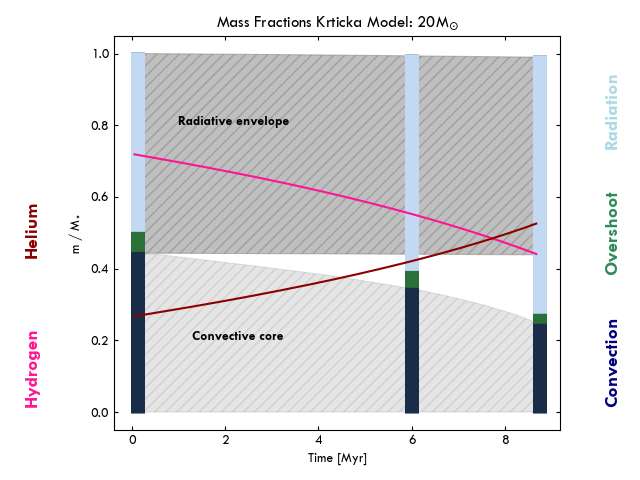 Mass Fractions Krticka Model: 20M⊙
Radiation
Overshoot
Convection
Helium
Hydrogen
m / M⋆
1.0
0.8
0.6
0.4
0.2
0.0
Radiative envelope
Convective core
0 2 4 6 8
Time [Myr]